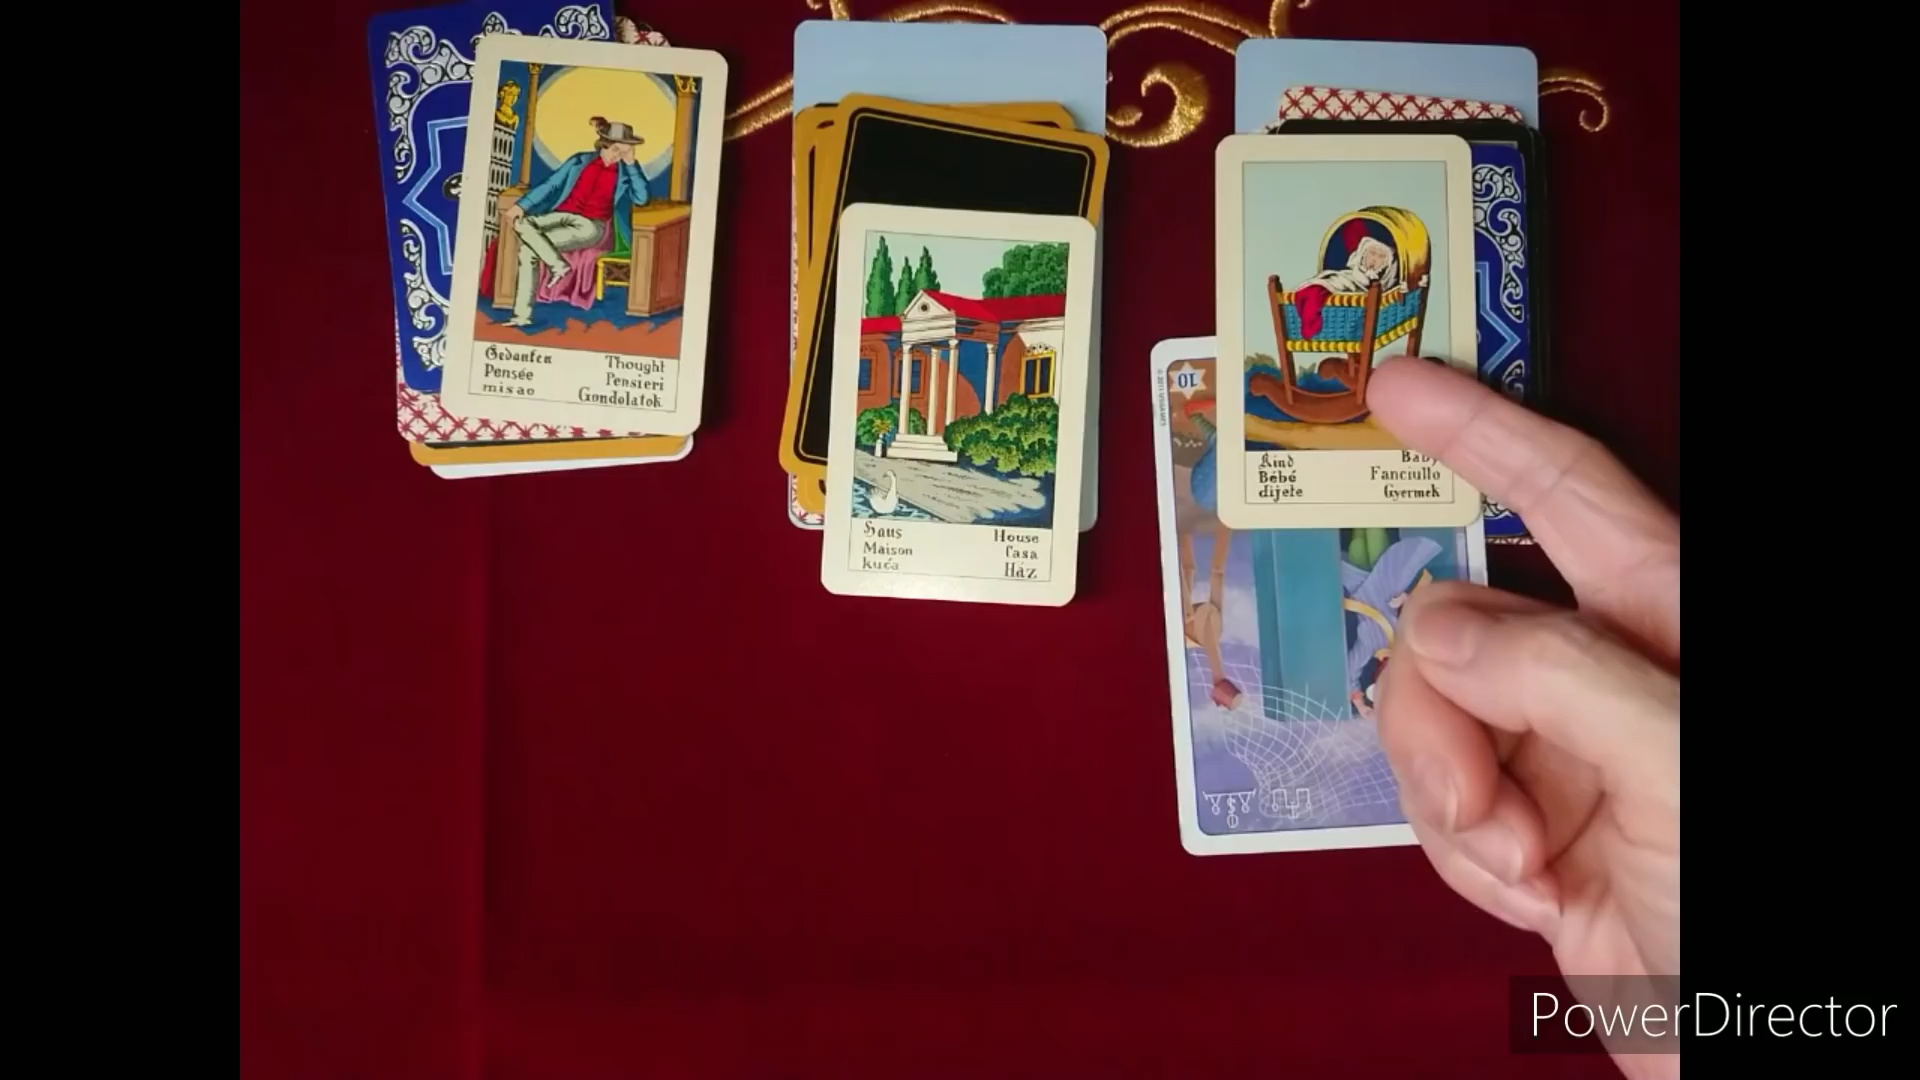 Gedanken
Pensée
misao
Thought
Pensieri
Gondolatok
Haus
Maison
kuća
House
Casa
Ház
10
Kind
Bébé
dijete
Baby
Fanciullo
Gyermek
PowerDirector